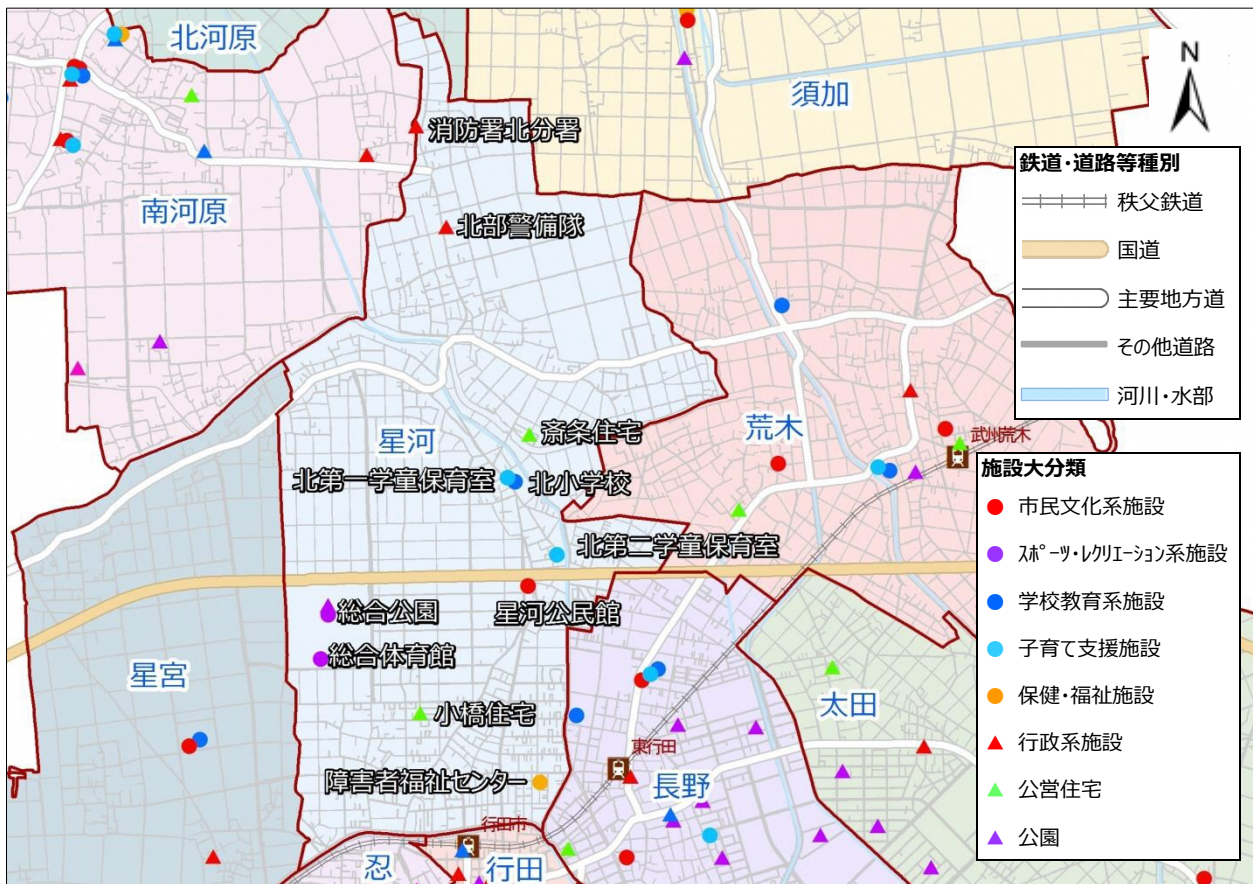 北河原
須加
N
消防署北分署
南河原
北部警備隊
鉄道・道路等種別
秩父鉄道
国道
主要地方道
その他道路
河川・水部
星河
斎条住宅
荒木
武州荒木
北第一学童保育室
北小学校
北第二学童保育室
星河公民館
総合公園
総合体育館
星宮
小橋住宅
太田
東行田
長野
障害者福祉センター
行田市
忍
行田
施設大分類
市民文化系施設
ｽﾎﾟｰﾂ・ﾚｸﾘｴｰｼｮﾝ系施設
学校教育系施設
子育て支援施設
保健・福祉施設
行政系施設
公営住宅
公園